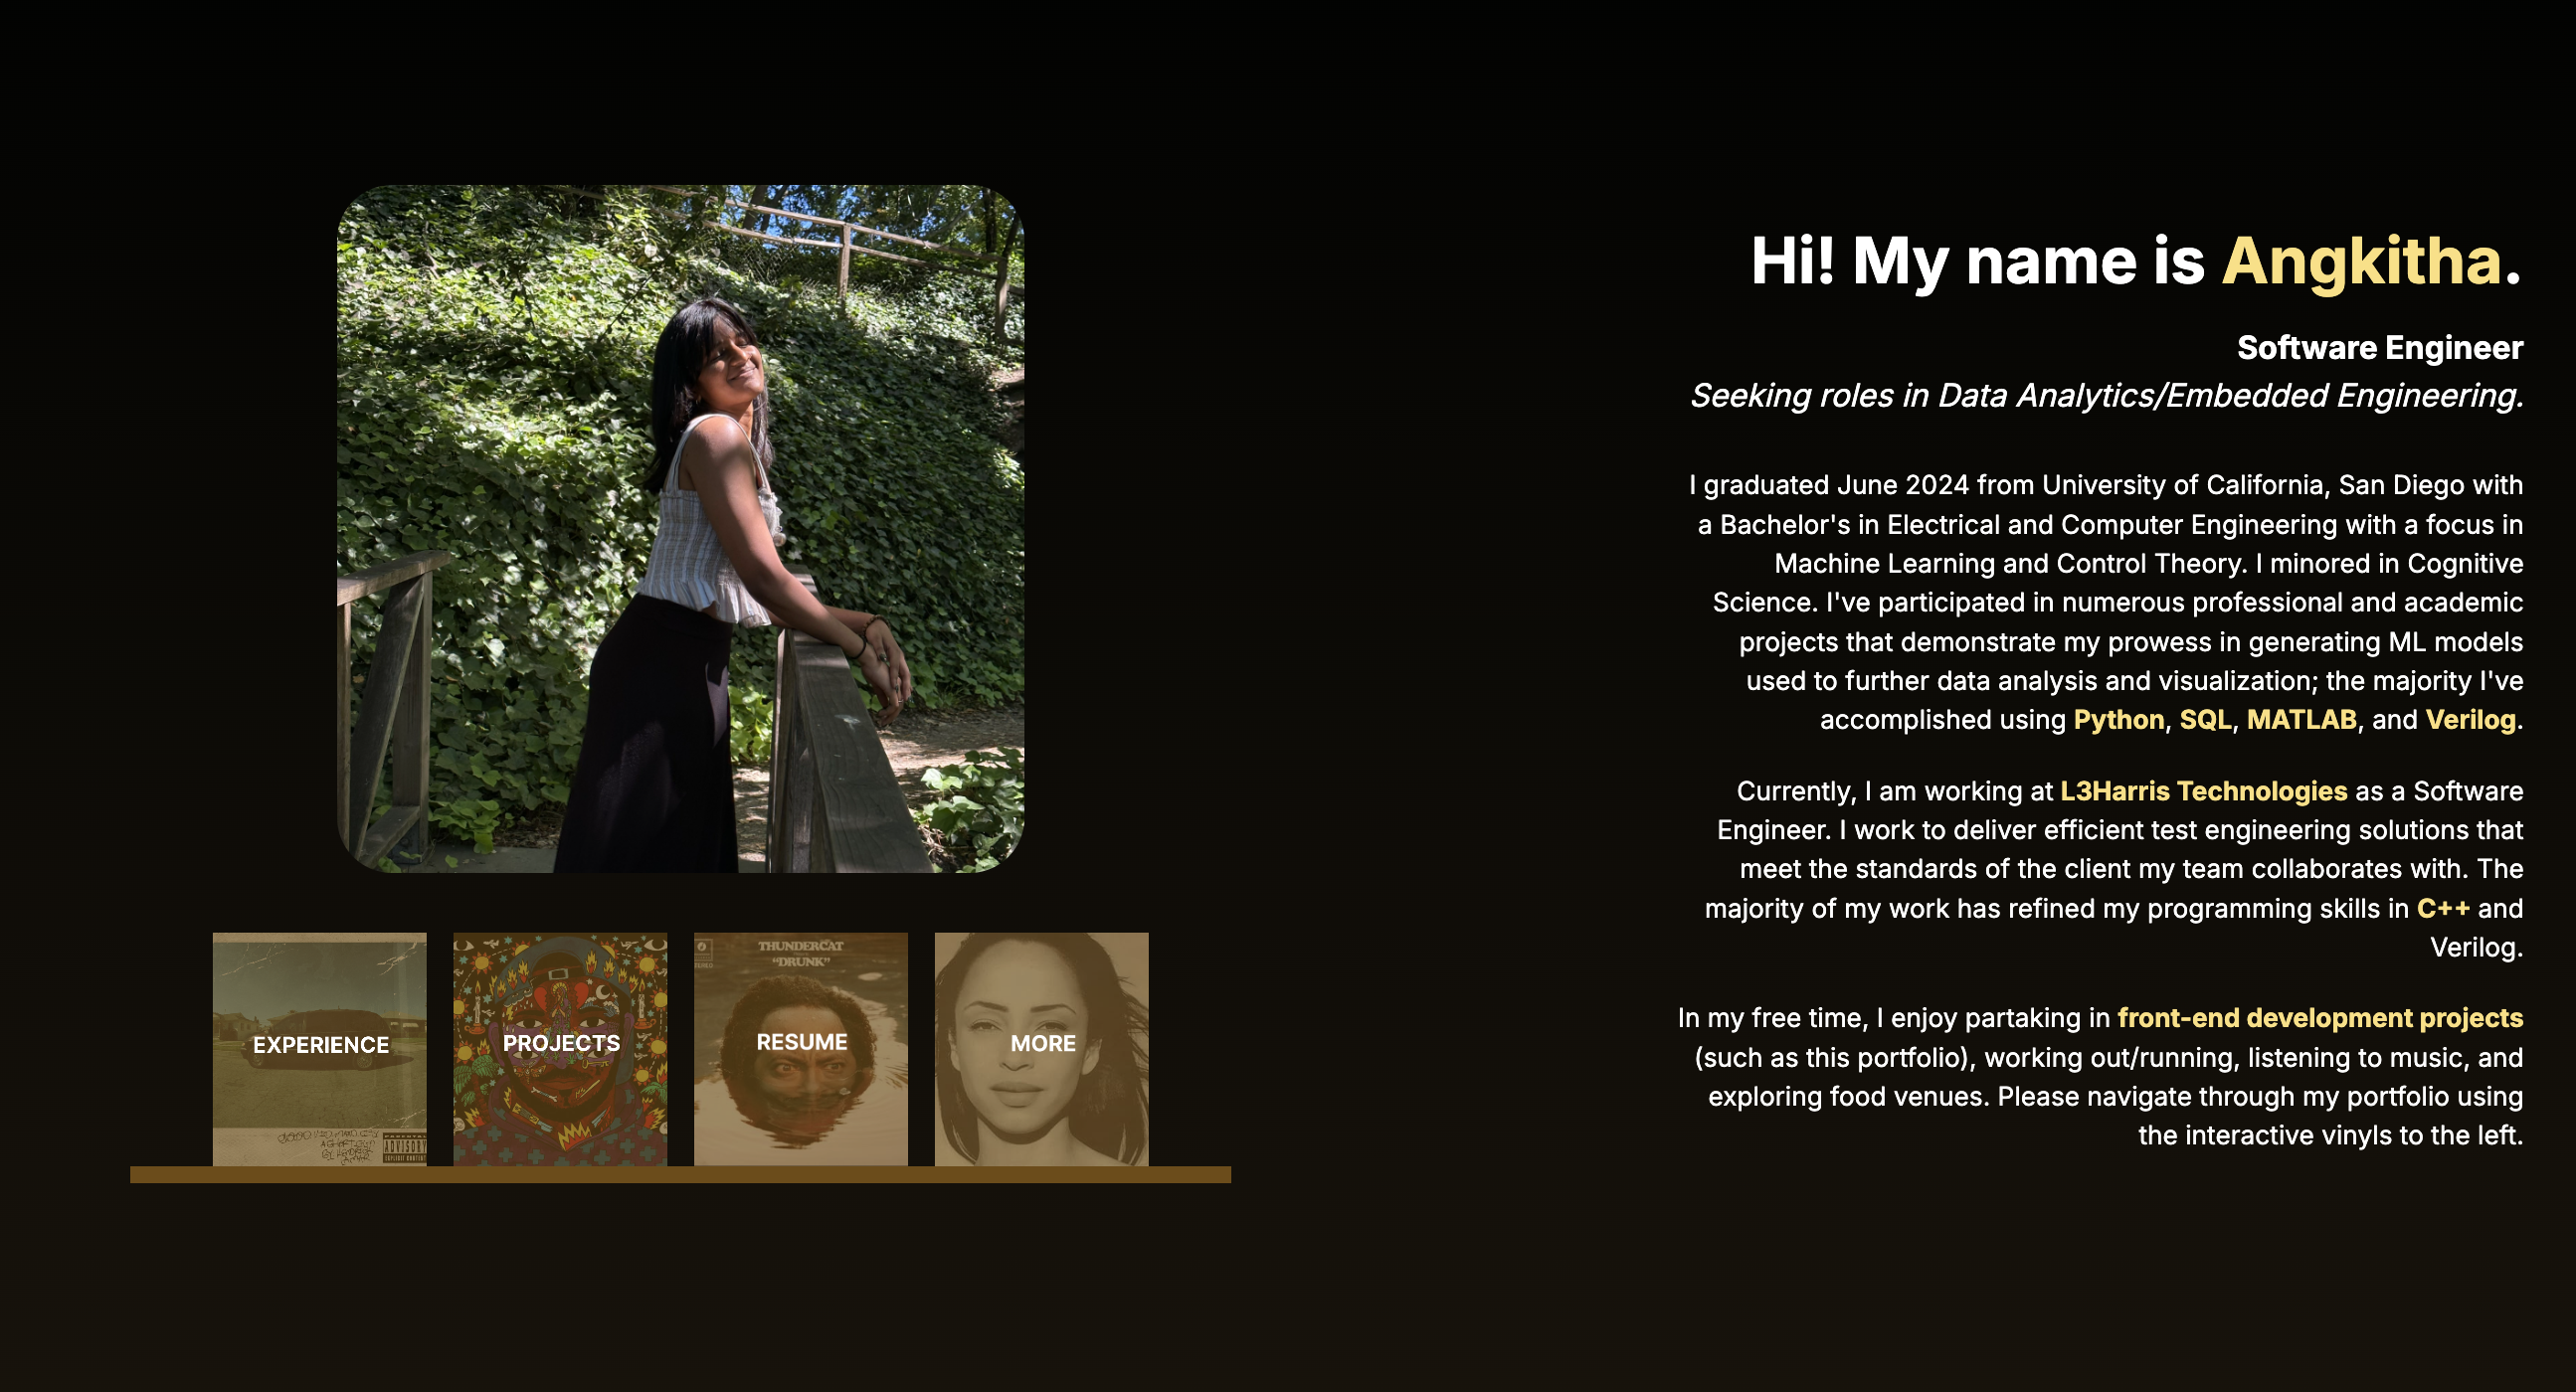 Hi! My name is Angkitha.
Software Engineer
Seeking roles in Data Analytics/Embedded Engineering.
I graduated June 2024 from University of California, San Diego with
a Bachelor's in Electrical and Computer Engineering with a focus in
Machine Learning and Control Theory. I minored in Cognitive
Science. I've participated in numerous professional and academic
projects that demonstrate my prowess in generating ML models
used to further data analysis and visualization; the majority I've
accomplished using Python, SQL, MATLAB, and Verilog.
Currently, I am working at L3Harris Technologies as a Software
Engineer. I work to deliver efficient test engineering solutions that
meet the standards of the client my team collaborates with. The
majority of my work has refined my programming skills in C++ and
Verilog.
In my free time, I enjoy partaking in front-end development projects
(such as this portfolio), working out/running, listening to music, and
exploring food venues. Please navigate through my portfolio using
the interactive vinyls to the left.
EXPERIENCE
ADVISORY
PROJECTS
THUNDERCAT
"DRUNK"
RESUME
MORE